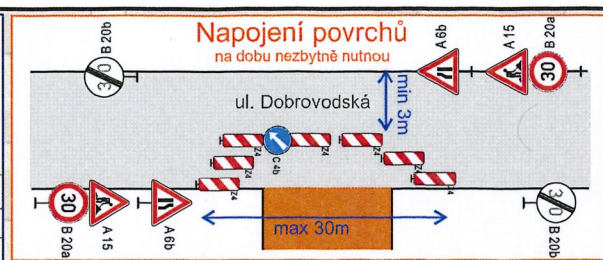 Napojení povrchů
na dobu nezbytně nutnou
B 20b
30
A 6b
A 15
B 20a
30
ul. Dobrovodská
min 3m
Z4
Z4
Z4
Z4
Z4
Z4
Z4
C 4b
max 30m
30
B 20a
A 15
A 6b
30
B 20b